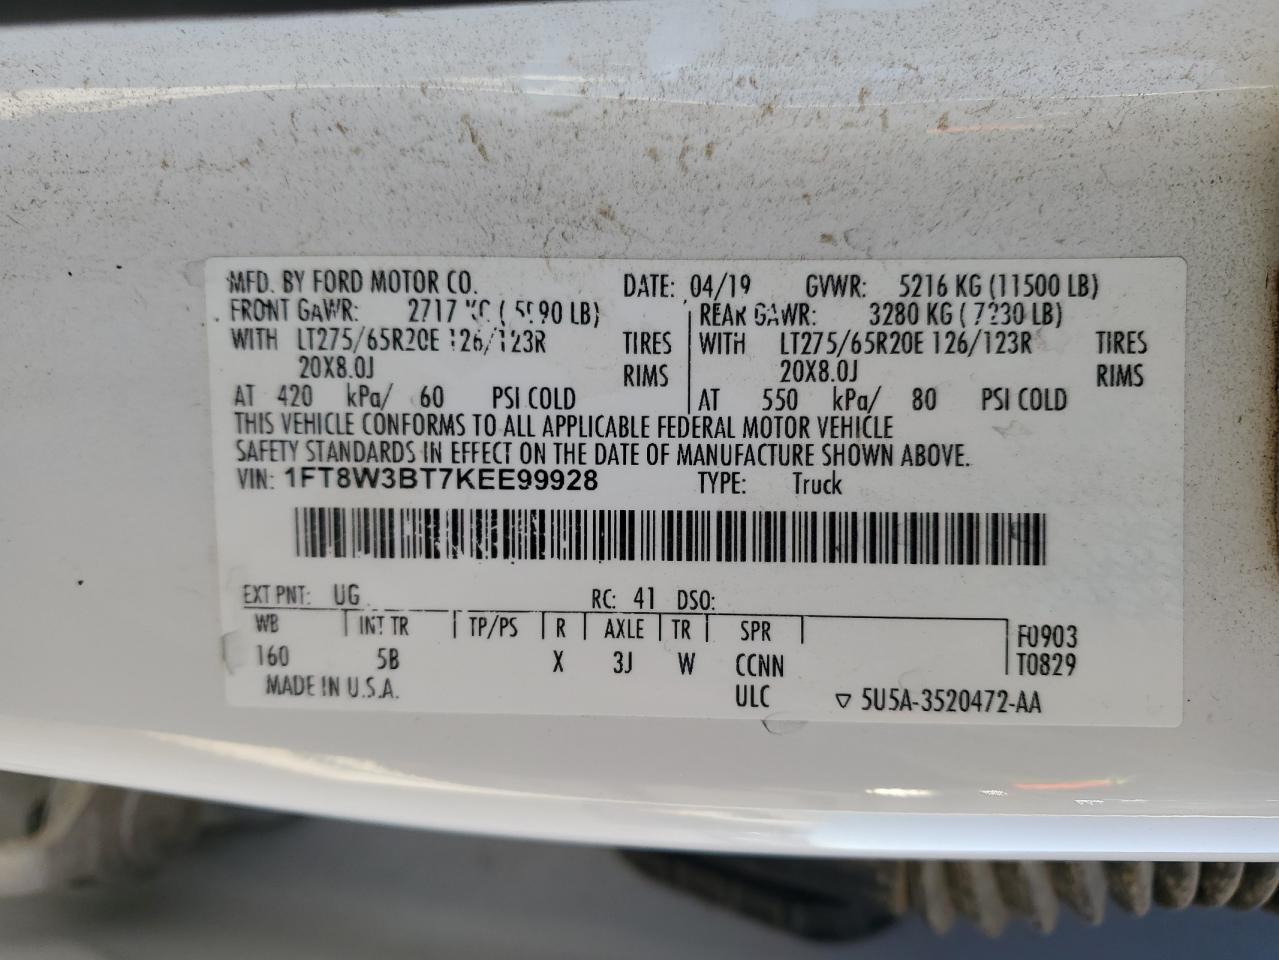 MFD. BY FORD MOTOR CO. DATE: 04/19 GVWR: 5216 KG (11500 LB)
FRONT GAWR: 2717 KG ( LB) REAR GAWR: 3280 KG ( LB)
WITH LT275/65R20E 126/123R TIRES WITH LT275/65R20E 126/123R TIRES
20X8.0J RIMS 20X8.0J RIMS
AT 420 kPa/ 60 PSI COLD AT 550 kPa/ 80 PSI COLD
THIS VEHICLE CONFORMS TO ALL APPLICABLE FEDERAL MOTOR VEHICLE
SAFETY STANDARDS IN EFFECT ON THE DATE OF MANUFACTURE SHOWN ABOVE.
VIN: 1FT8W3BT7KEE99928 TYPE: Truck
EXT PNT: UG RC: 41 DSO:
WB INT TR TP/PS R AXLE TR SPR F0903
160 5B X 3J W CCNN T0829
MADE IN U.S.A. ULC ▽ 5U5A-3520472-AA